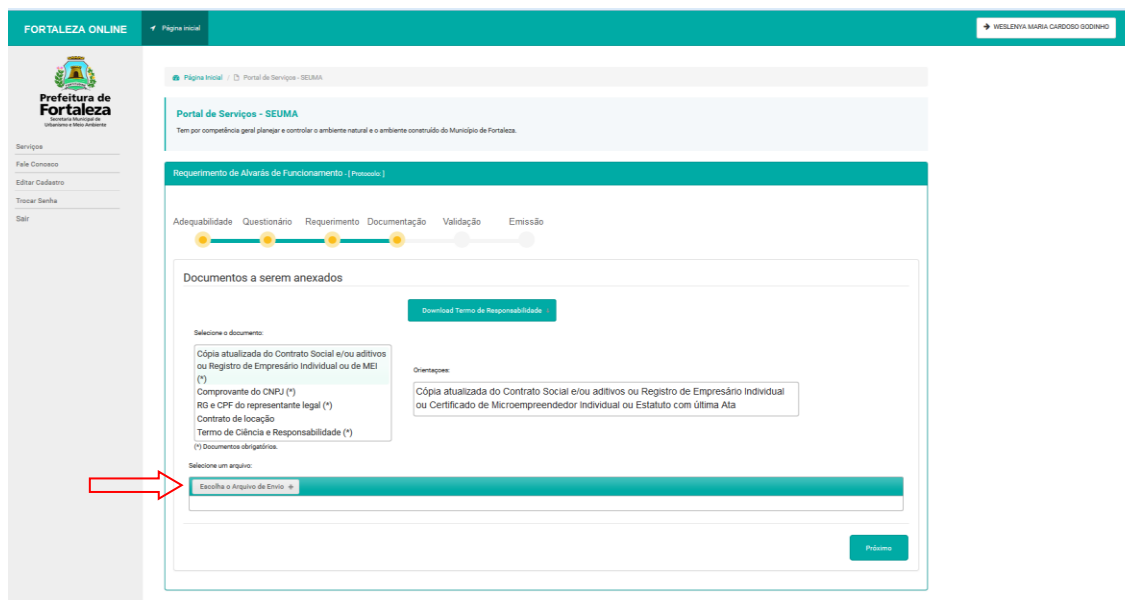 FORTALEZA ONLINE
Página inicial
WESLENYA MARIA CARDOSO GODINHO
Prefeitura de
Fortaleza
Secretaria Municipal de
Urbanismo e Meio Ambiente
Serviços
Fale Conosco
Editar Cadastro
Trocar Senha
Sair
Página Inicial / Portal de Serviços - SEUMA
Portal de Serviços - SEUMA
Tem por competência geral planejar e controlar o ambiente natural e o ambiente construído do Município de Fortaleza.
Requerimento de Alvarás de Funcionamento - [ Protocolo: ]
Adequabilidade Questionário Requerimento Documentação Validação Emissão
Documentos a serem anexados
Download Termo de Responsabilidade
Selecione o documento:
Cópia atualizada do Contrato Social e/ou aditivos
ou Registro de Empresário Individual ou de MEI
(*)
Comprovante do CNPJ (*)
RG e CPF do representante legal (*)
Contrato de locação
Termo de Ciência e Responsabilidade (*)
(*) Documentos obrigatórios.
Orientaçoes:
Cópia atualizada do Contrato Social e/ou aditivos ou Registro de Empresário Individual
ou Certificado de Microempreendedor Individual ou Estatuto com última Ata
Selecione um arquivo:
Escolha o Arquivo de Envio
Próximo